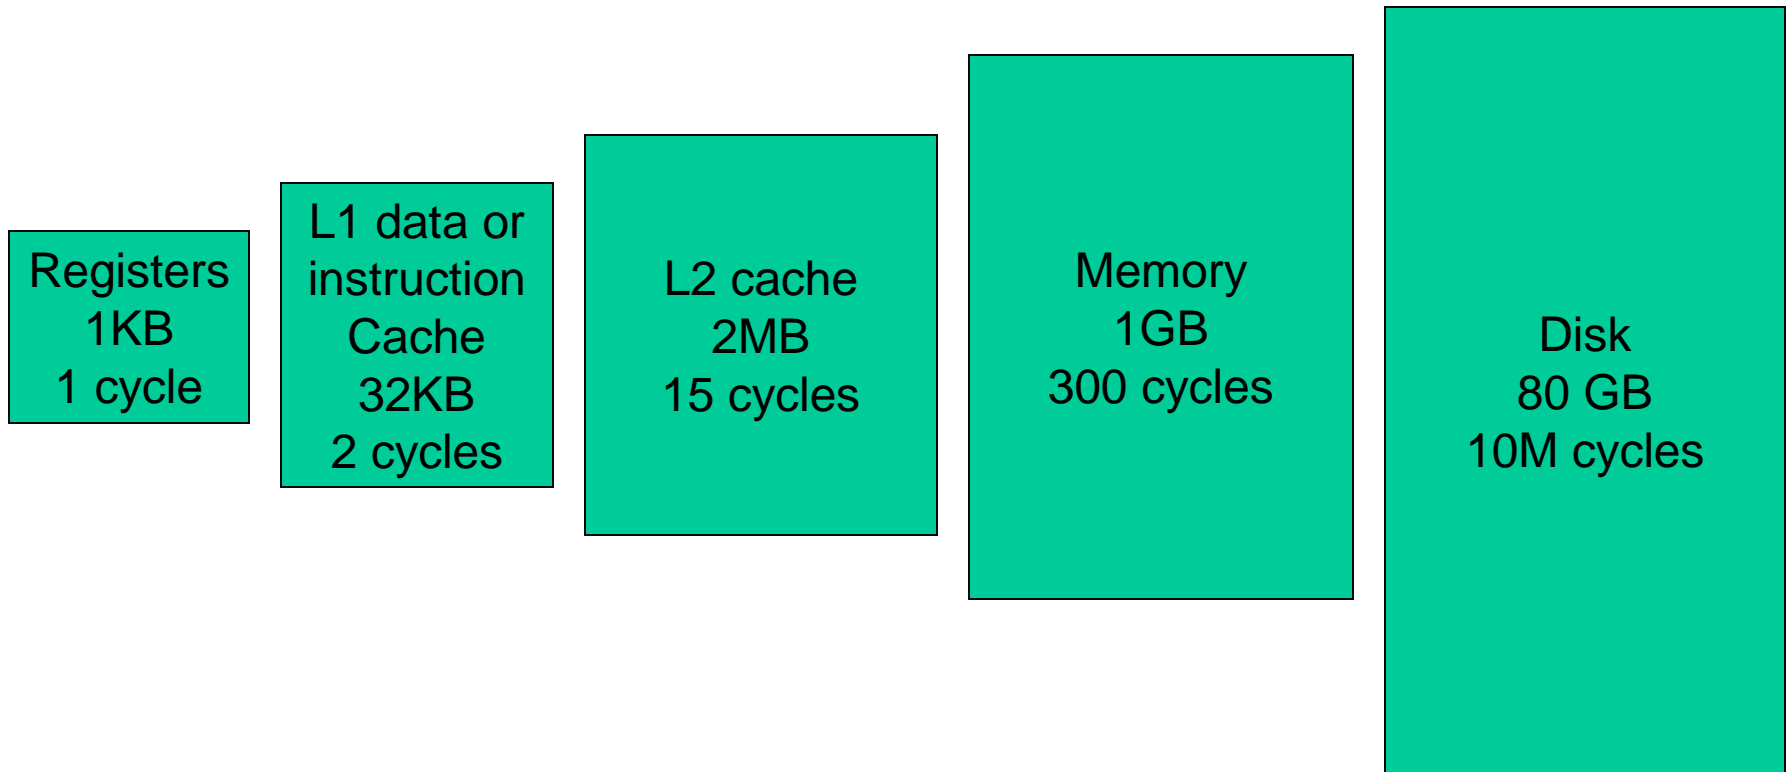 Registers
1KB
1 cycle
L1 data or
instruction
Cache
32KB
2 cycles
L2 cache
2MB
15 cycles
Memory
1GB
300 cycles
Disk
80 GB
10M cycles